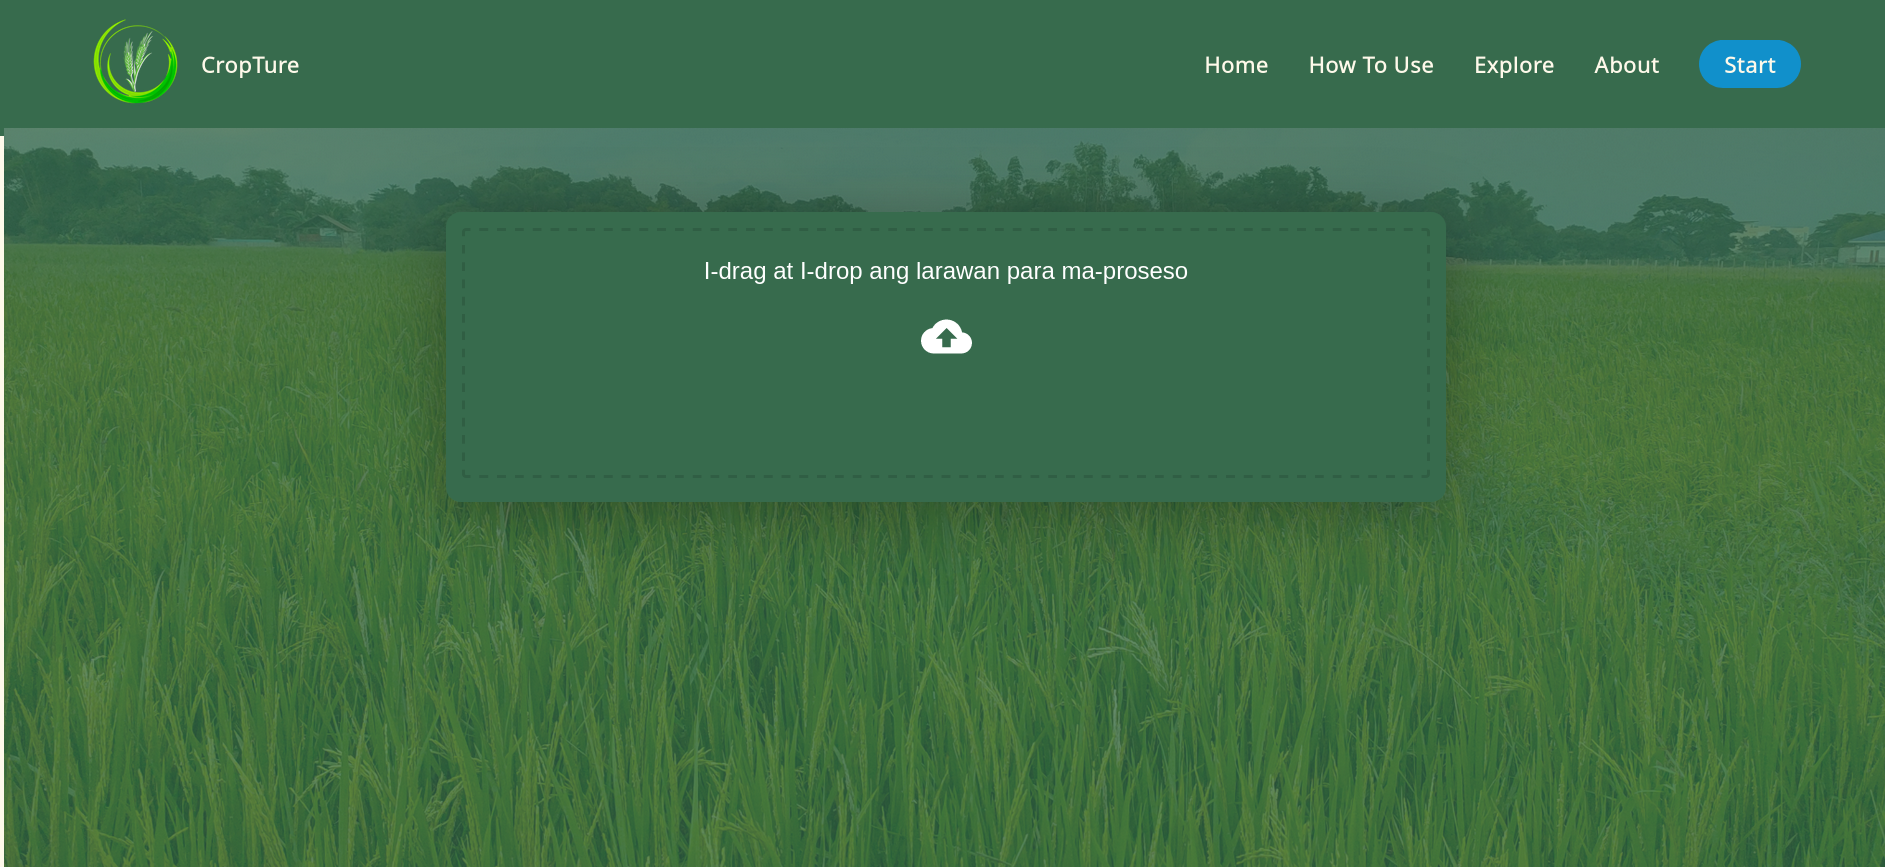 CropTure
Home
How To Use
Explore
About
Start
I-drag at I-drop ang larawan para ma-proseso